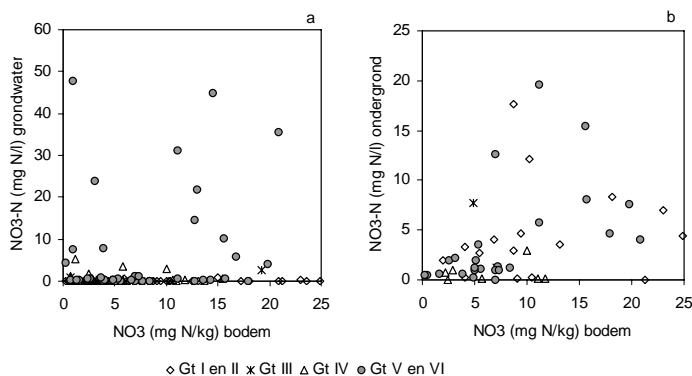 a
60
50
40
30
20
10
0
NO3-N (mg N/l) grondwater
0 5 10 15 20 25
NO3 (mg N/kg) bodem
b
25
20
15
10
5
0
NO3-N (mg N/l) ondergrond
0 5 10 15 20 25
NO3 (mg N/kg) bodem
Gt I en II Gt III Gt IV Gt V en VI